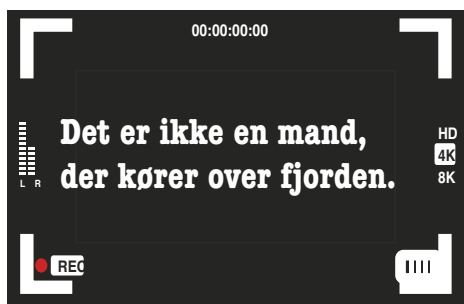 00:00:00:00
Det er ikke en mand,
der kører over fjorden.
HD
4K
8K
L R
REC